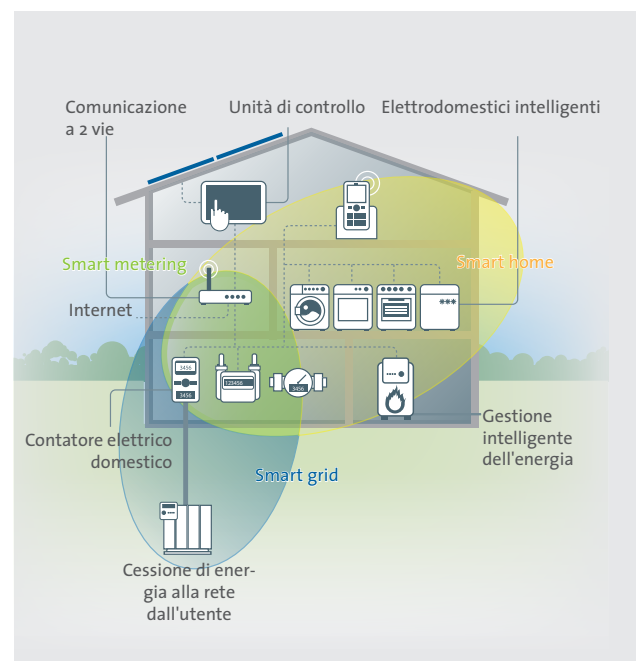 Comunicazione
a 2 vie
Unità di controllo
Elettrodomestici intelligenti
Smart metering
Smart home
Internet
3456
3456
123456
3456
Contatore elettrico
domestico
Gestione
intelligente
dell'energia
Smart grid
Cessione di ener-
gia alla rete
dall'utente